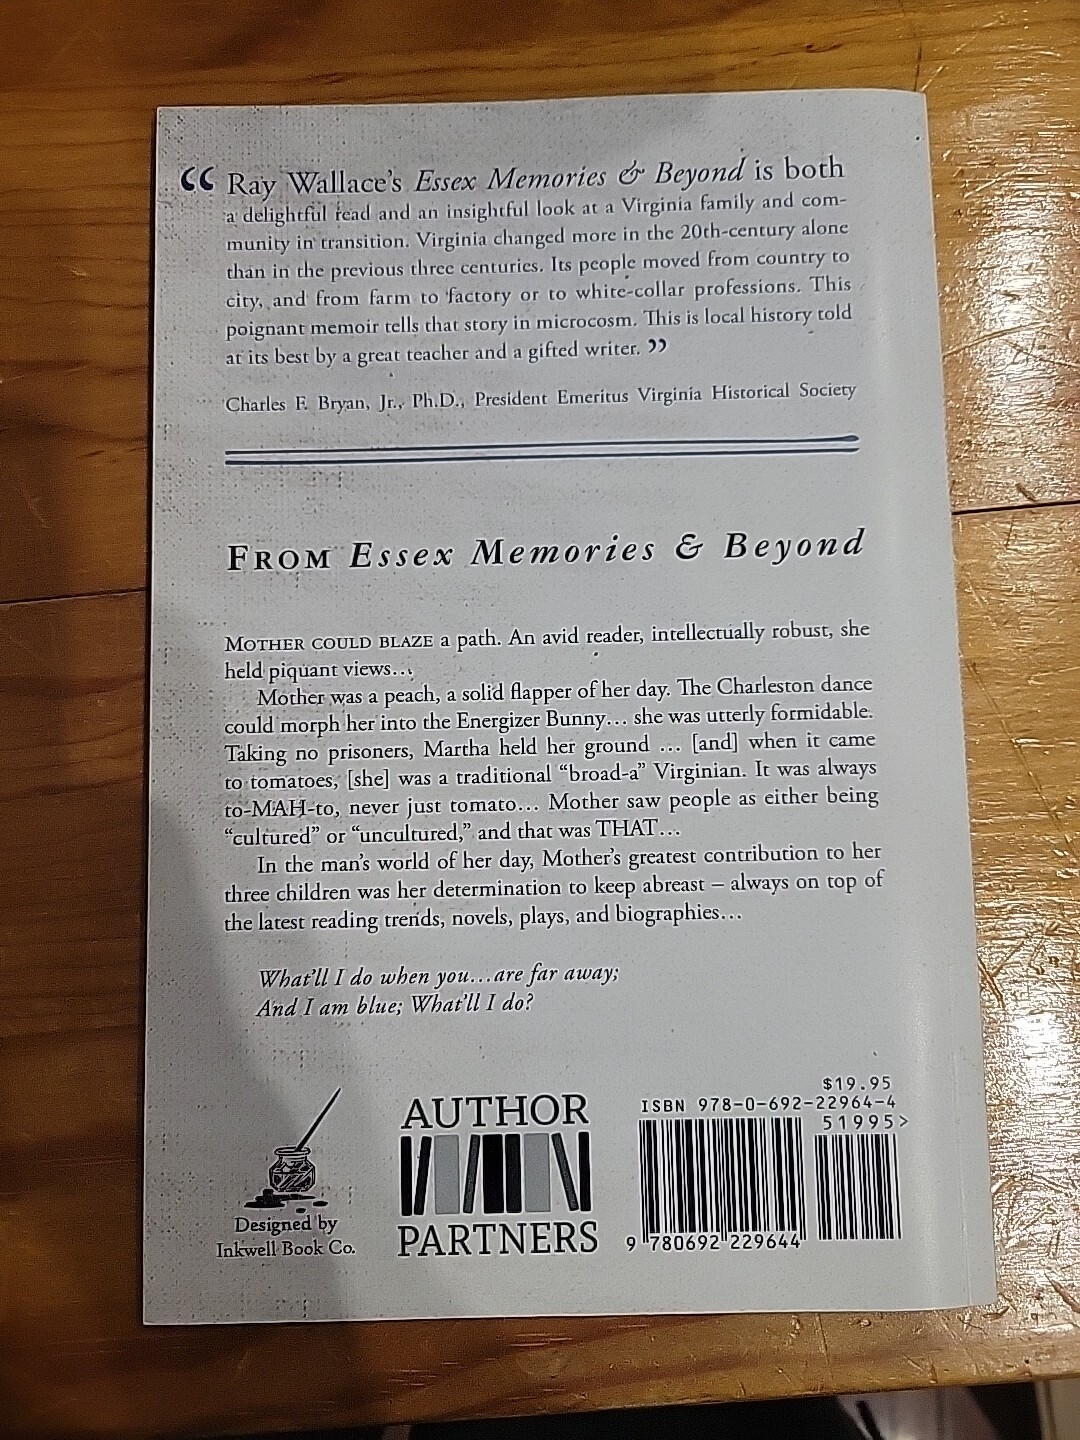 “ Ray Wallace's Essex Memories & Beyond is both
a delightful read and an insightful look at a Virginia family and com-
munity in transition. Virginia changed more in the 20th-century alone
than in the previous three centuries. Its people moved from country to
city, and from farm to factory or to white-collar professions. This
poignant memoir tells that story in microcosm. This is local history told
at its best by a great teacher and a gifted writer. ”
Charles F. Bryan, Jr., Ph.D., President Emeritus Virginia Historical Society
FROM Essex Memories & Beyond
MOTHER COULD BLAZE a path. An avid reader, intellectually robust, she
held piquant views…
Mother was a peach, a solid flapper of her day. The Charleston dance
could morph her into the Energizer Bunny… she was utterly formidable.
Taking no prisoners, Martha held her ground … [and] when it came
to tomatoes, [she] was a traditional “broad-a” Virginian. It was always
to-MAH-to, never just tomato… Mother saw people as either being
“cultured” or “uncultured,” and that was THAT…
In the man's world of her day, Mother's greatest contribution to her
three children was her determination to keep abreast – always on top of
the latest reading trends, novels, plays, and biographies…
What'll I do when you…are far away;
And I am blue; What'll I do?
Designed by
Inkwell Book Co.
AUTHOR
PARTNERS
$19.95
ISBN 978-0-692-22964-4
51995>
9 780692 229644